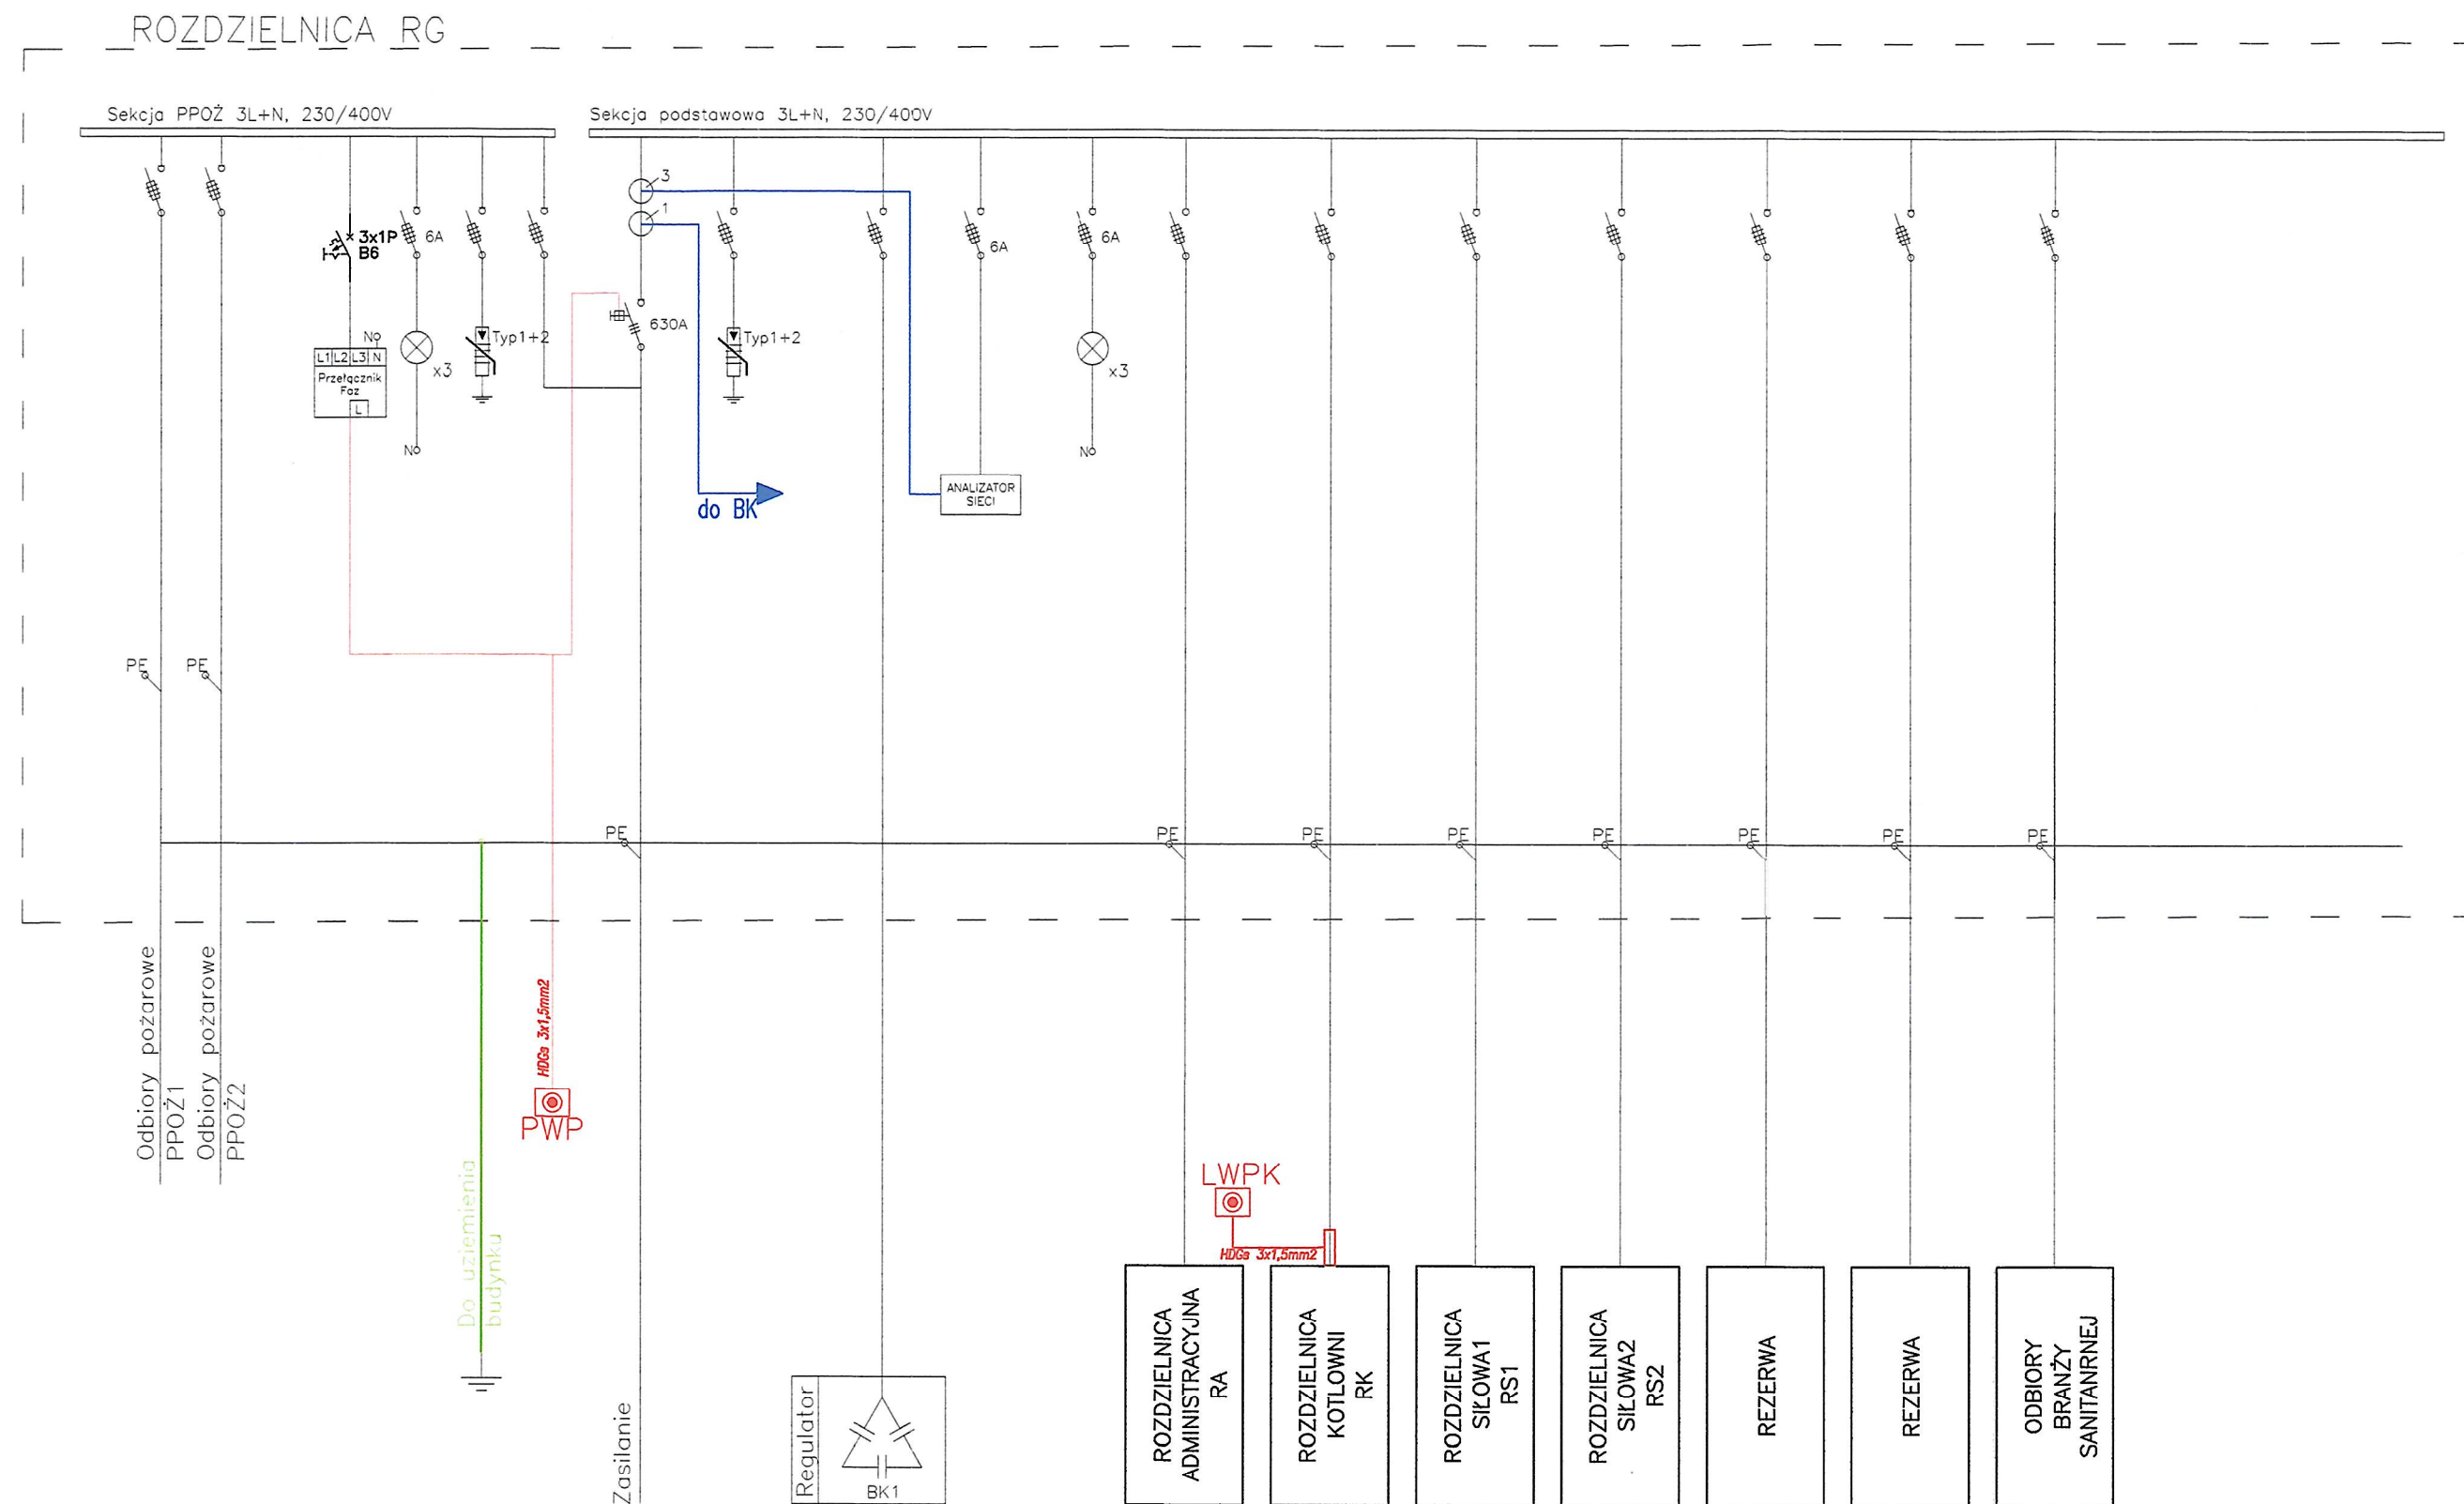 ROZDZIELNICA RG
Sekcja PPOŻ 3L+N, 230/400V
Sekcja podstawowa 3L+N, 230/400V
3
1
3x1P
B6
6A
6A
6A
630A
N
L1 L2 L3 N
Przełącznik
Faz
L
x3
Typ1+2
Typ1+2
x3
N
N
do BK
ANALIZATOR
SIECI
PE
PE
PE
PE
PE
PE
PE
PE
PE
PE
Odbiory pożarowe
PPOŻ1
Odbiory pożarowe
PPOŻ2
HDGs 3x1,5mm2
PWP
Do uziemienia
budynku
LWPK
HDGs 3x1,5mm2
Zasilanie
Regulator
BK1
ROZDZIELNICA
ADMINISTRACYJNA
RA
ROZDZIELNICA
KOTLOWNI
RK
ROZDZIELNICA
SIŁOWA1
RS1
ROZDZIELNICA
SIŁOWA2
RS2
REZERWA
REZERWA
ODBIORY
BRANŻY
SANITANRNEJ